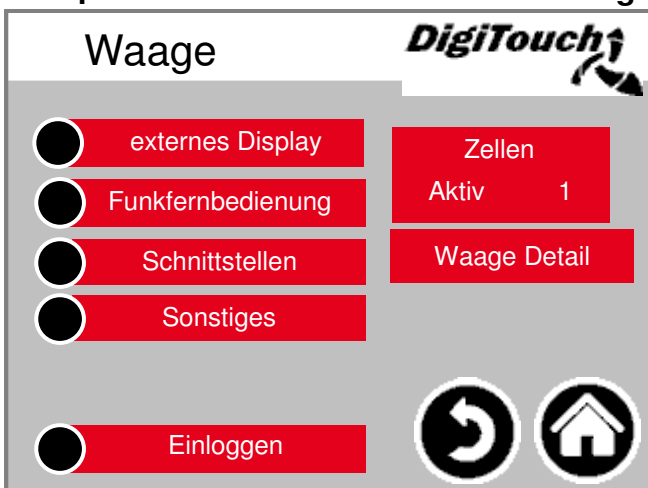 Waage
DigiTouch
externes Display
Zellen
Funkfernbedienung
Aktiv 1
Schnittstellen
Waage Detail
Sonstiges
Einloggen